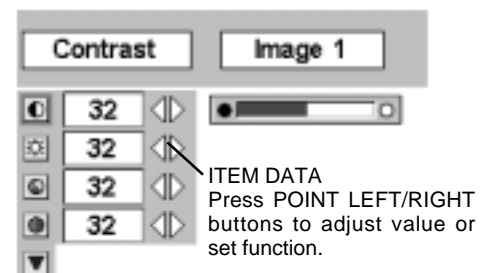 Contrast Image 1
32
32
32
32
ITEM DATA
Press POINT LEFT/RIGHT
buttons to adjust value or
set function.